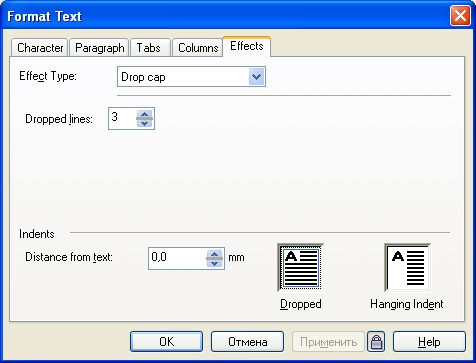 Format Text
Character Paragraph Tabs Columns Effects
Effect Type: Drop cap
Dropped lines: 3
Indents
Distance from text: 0,0 mm
A A
Dropped Hanging Indent
OK Отмена Применить Help